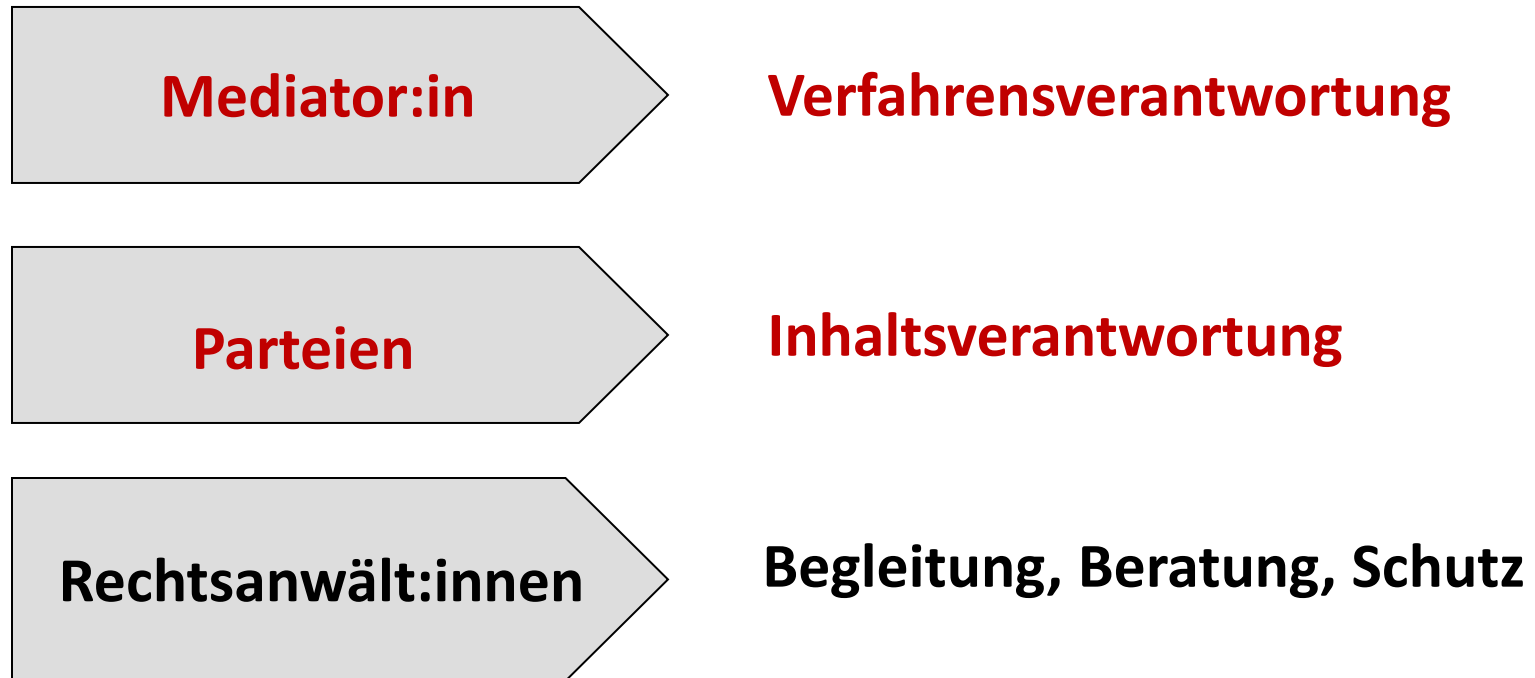 Mediator:in
Verfahrensverantwortung
Parteien
Inhaltsverantwortung
Rechtsanwält:innen
Begleitung, Beratung, Schutz